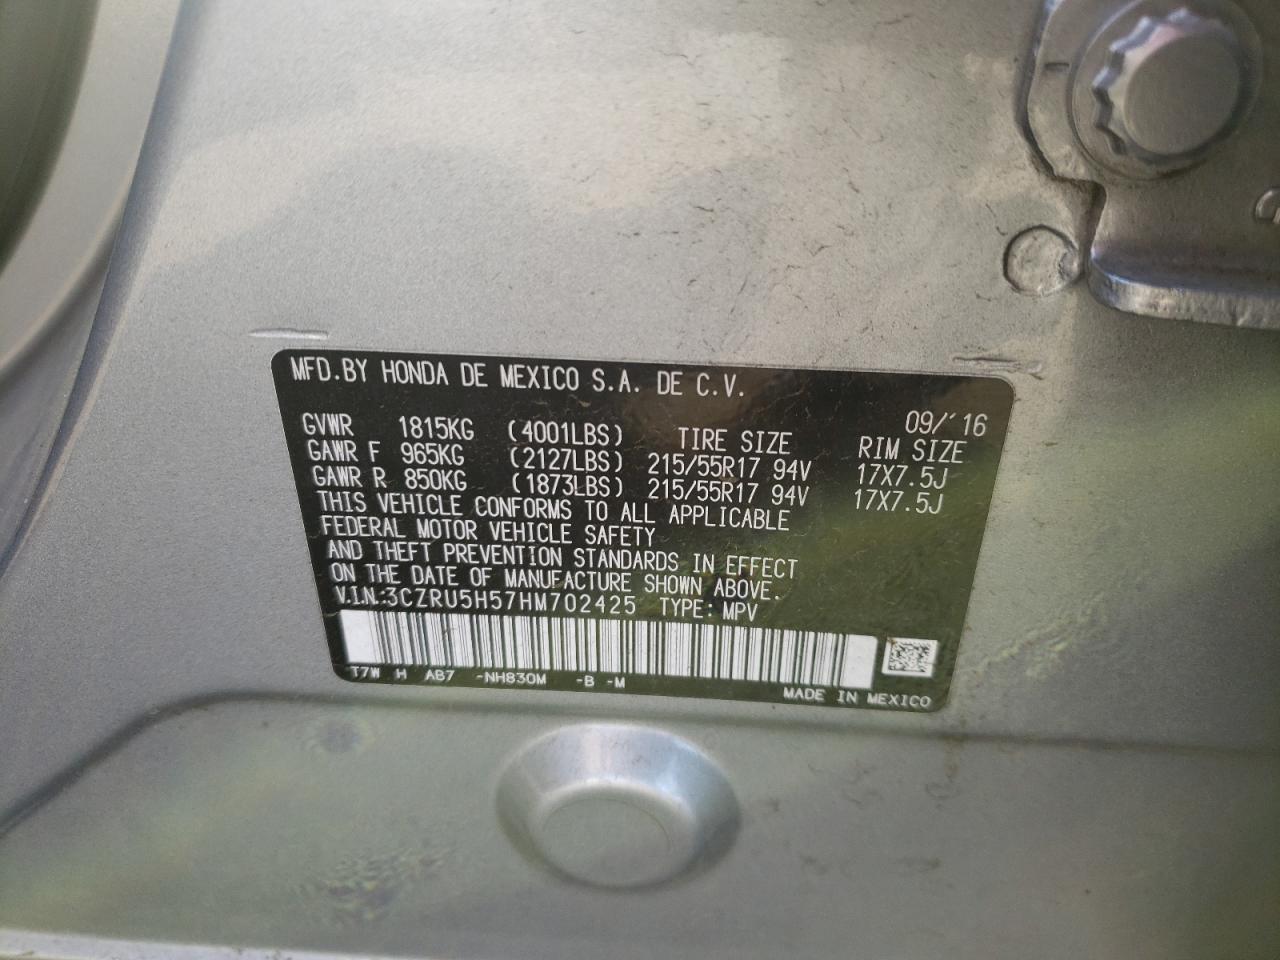 MFD.BY HONDA DE MEXICO S.A. DE C.V.
09/'16
GVWR 1815KG (4001LBS) TIRE SIZE RIM SIZE
GAWR F 965KG (2127LBS) 215/55R17 94V 17X7.5J
GAWR R 850KG (1873LBS) 215/55R17 94V 17X7.5J
THIS VEHICLE CONFORMS TO ALL APPLICABLE
FEDERAL MOTOR VEHICLE SAFETY
AND THEFT PREVENTION STANDARDS IN EFFECT
ON THE DATE OF MANUFACTURE SHOWN ABOVE.
V.I.N.:3CZRU5H57HM702425 TYPE: MPV
T7W H AB7 -NH830M -B -M
MADE IN MEXICO